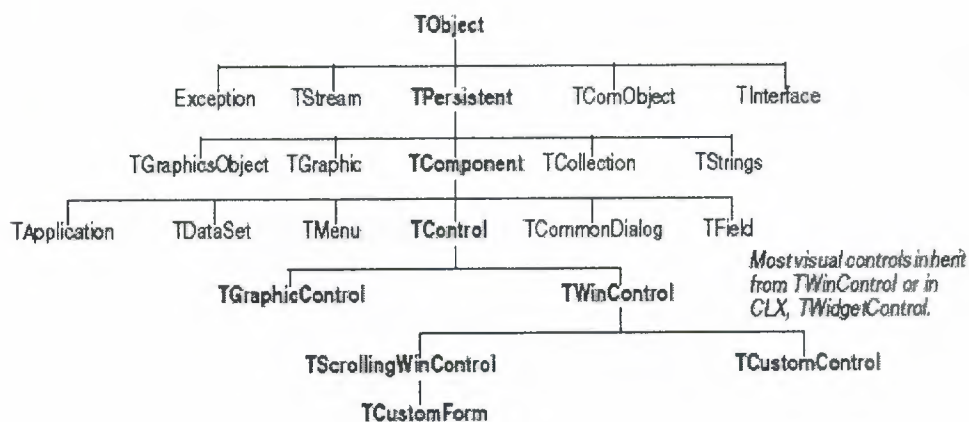 TObject
Exception TStream TPersistent TComObject TInterface
TGraphicsObject TGraphic TComponent TCollection TStrings
TApplication TDataSet TMenu TControl TCommonDialog TField
Most visual controls inherit
from TWinControl or in
CLX, TWidgetControl.
TGraphicControl TWinControl
TScrollingWinControl TCustomControl
TCustomForm